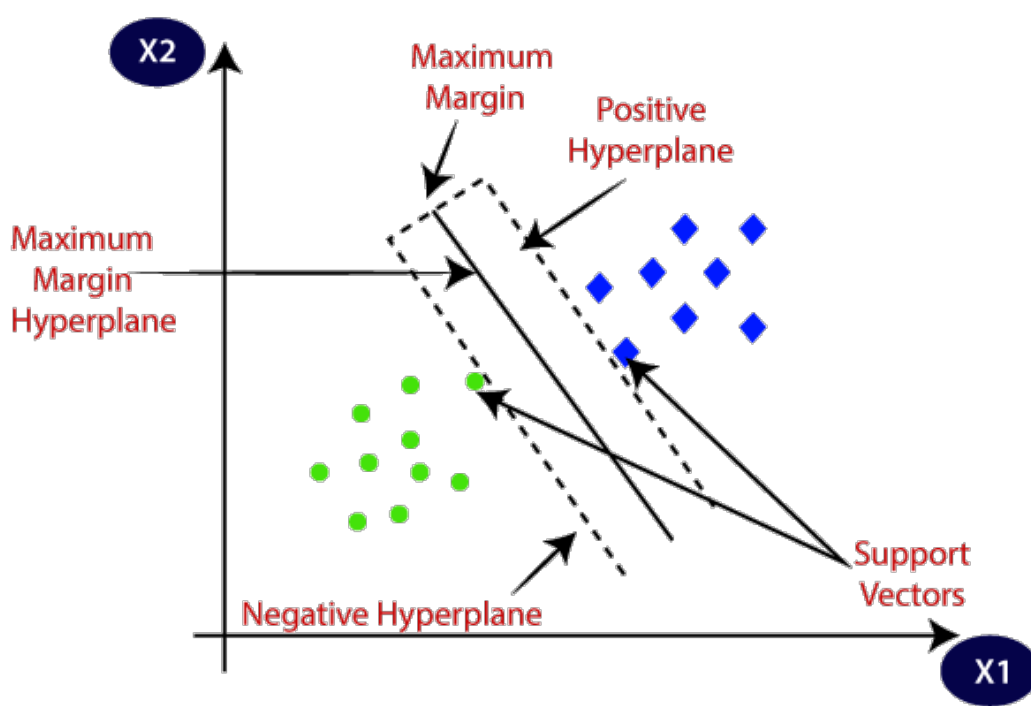 X2
Maximum
Margin
Positive
Hyperplane
Maximum
Margin
Hyperplane
Support
Vectors
Negative Hyperplane
X1